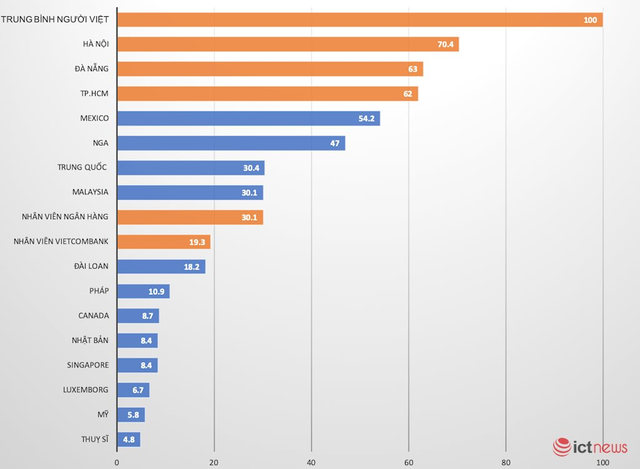 TRUNG BÌNH NGƯỜI VIỆT 100
HÀ NỘI 70.4
ĐÀ NẴNG 63
TP.HCM 62
MEXICO 54.2
NGA 47
TRUNG QUỐC 30.4
MALAYSIA 30.1
NHÂN VIÊN NGÂN HÀNG 30.1
NHÂN VIÊN VIETCOMBANK 19.3
ĐÀI LOAN 18.2
PHÁP 10.9
CANADA 8.7
NHẬT BẢN 8.4
SINGAPORE 8.4
LUXEMBORG 6.7
MỸ 5.8
THUỴ SĨ 4.8
0 20 40 60 80 100
ictnews